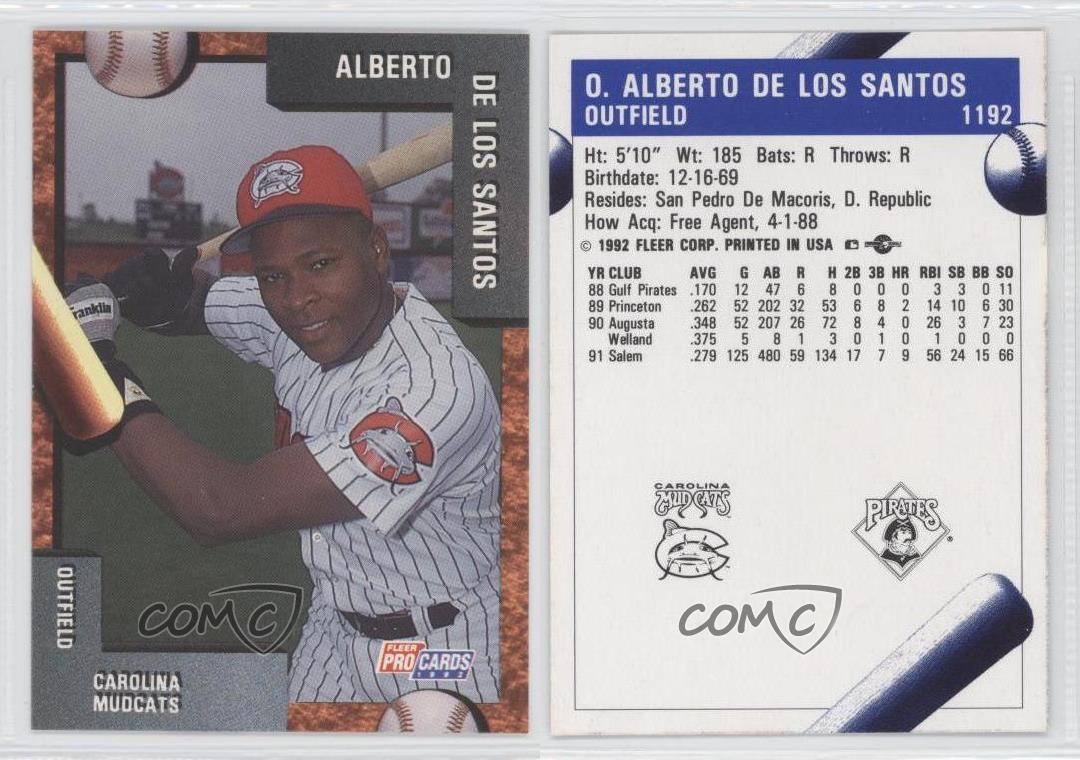 ALBERTO
DE LOS SANTOS
Franklin
OUTFIELD
CAROLINA
MUDCATS
FLEER
PRO CARDS
1992
COMC
O. ALBERTO DE LOS SANTOS
OUTFIELD 1192
Ht: 5'10" Wt: 185 Bats: R Throws: R
Birthdate: 12-16-69
Resides: San Pedro De Macoris, D. Republic
How Acq: Free Agent, 4-1-88
© 1992 FLEER CORP. PRINTED IN USA
YR CLUB AVG G AB R H 2B 3B HR RBI SB BB SO
88 Gulf Pirates .170 12 47 6 8 0 0 0 3 3 0 11
89 Princeton .262 52 202 32 53 6 8 2 14 10 6 30
90 Augusta .348 52 207 26 72 8 4 0 26 3 7 23
Welland .375 5 8 1 3 0 1 0 1 0 0 0
91 Salem .279 125 480 59 134 17 7 9 56 24 15 66
CAROLINA
MUDCATS
PIRATES
®
COMC